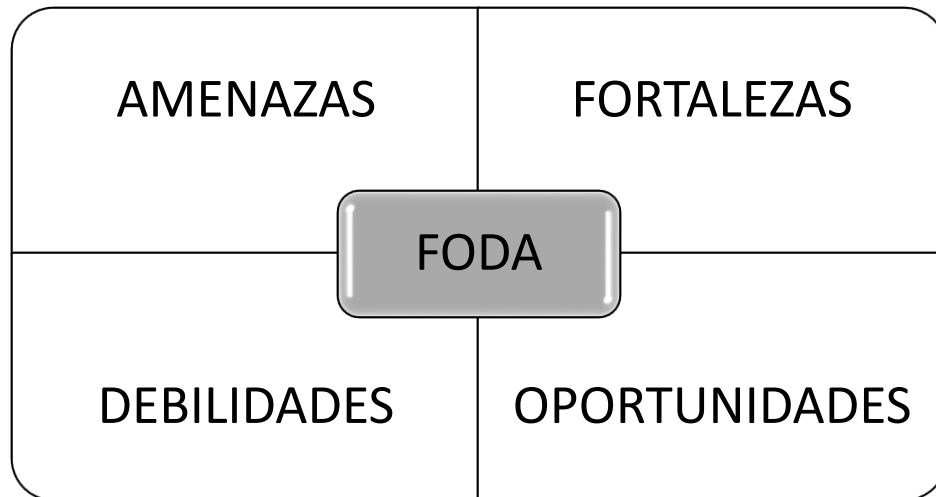 AMENAZAS
FORTALEZAS
FODA
DEBILIDADES
OPORTUNIDADES